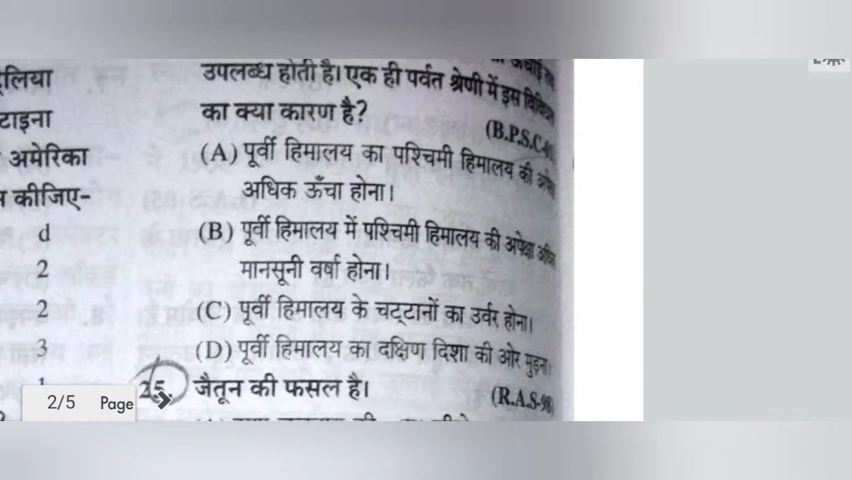 लिया
टाइना
अमेरिका
कीजिए-
d
2
2
3
उपलब्ध होती है। एक ही पर्वत श्रेणी में इस
का क्या कारण है?
(B.P.S.C-
(A) पूर्वी हिमालय का पश्चिमी हिमालय की
अधिक ऊँचा होना।
(B) पूर्वी हिमालय में पश्चिमी हिमालय की अपेक्षा
मानसूनी वर्षा होना।
(C) पूर्वी हिमालय के चट्टानों का उर्वर होना।
(D) पूर्वी हिमालय का दक्षिण दिशा की ओर मुड़ना।
25. जैतून की फसल है।
(R.A.S-98)
2/5 Page